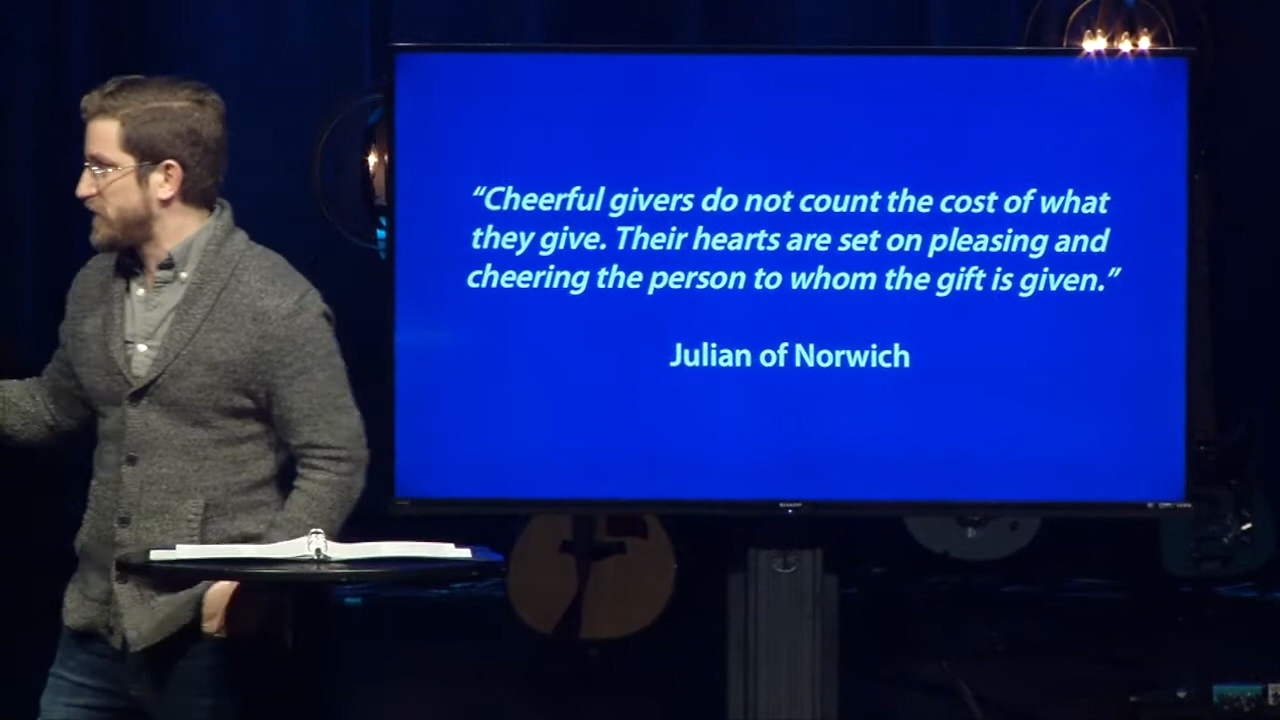 “Cheerful givers do not count the cost of what
they give. Their hearts are set on pleasing and
cheering the person to whom the gift is given.”
Julian of Norwich
SHARP